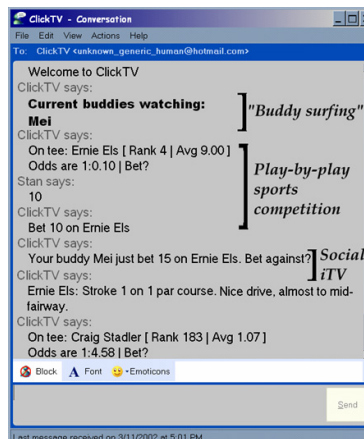 ClickTV - Conversation
File Edit View Actions Help
To: ClickTV <unknown_generic_human@hotmail.com>
Welcome to ClickTV
ClickTV says:
Current buddies watching:
Mei
"Buddy surfing"
ClickTV says:
On tee: Ernie Els [ Rank 4 | Avg 9.00 ]
Odds are 1:0.10 | Bet?
Stan says:
10
ClickTV says:
Bet 10 on Ernie Els
Play-by-play
sports
competition
ClickTV says:
Your buddy Mei just bet 15 on Ernie Els. Bet against?
Social
iTV
ClickTV says:
Ernie Els: Stroke 1 on 1 par course. Nice drive, almost to mid-
fairway.
ClickTV says:
On tee: Craig Stadler [ Rank 183 | Avg 1.07 ]
Odds are 1:4.58 | Bet?
Block A Font Emoticons
Send
Last message received on 3/11/2002 at 5:01 PM